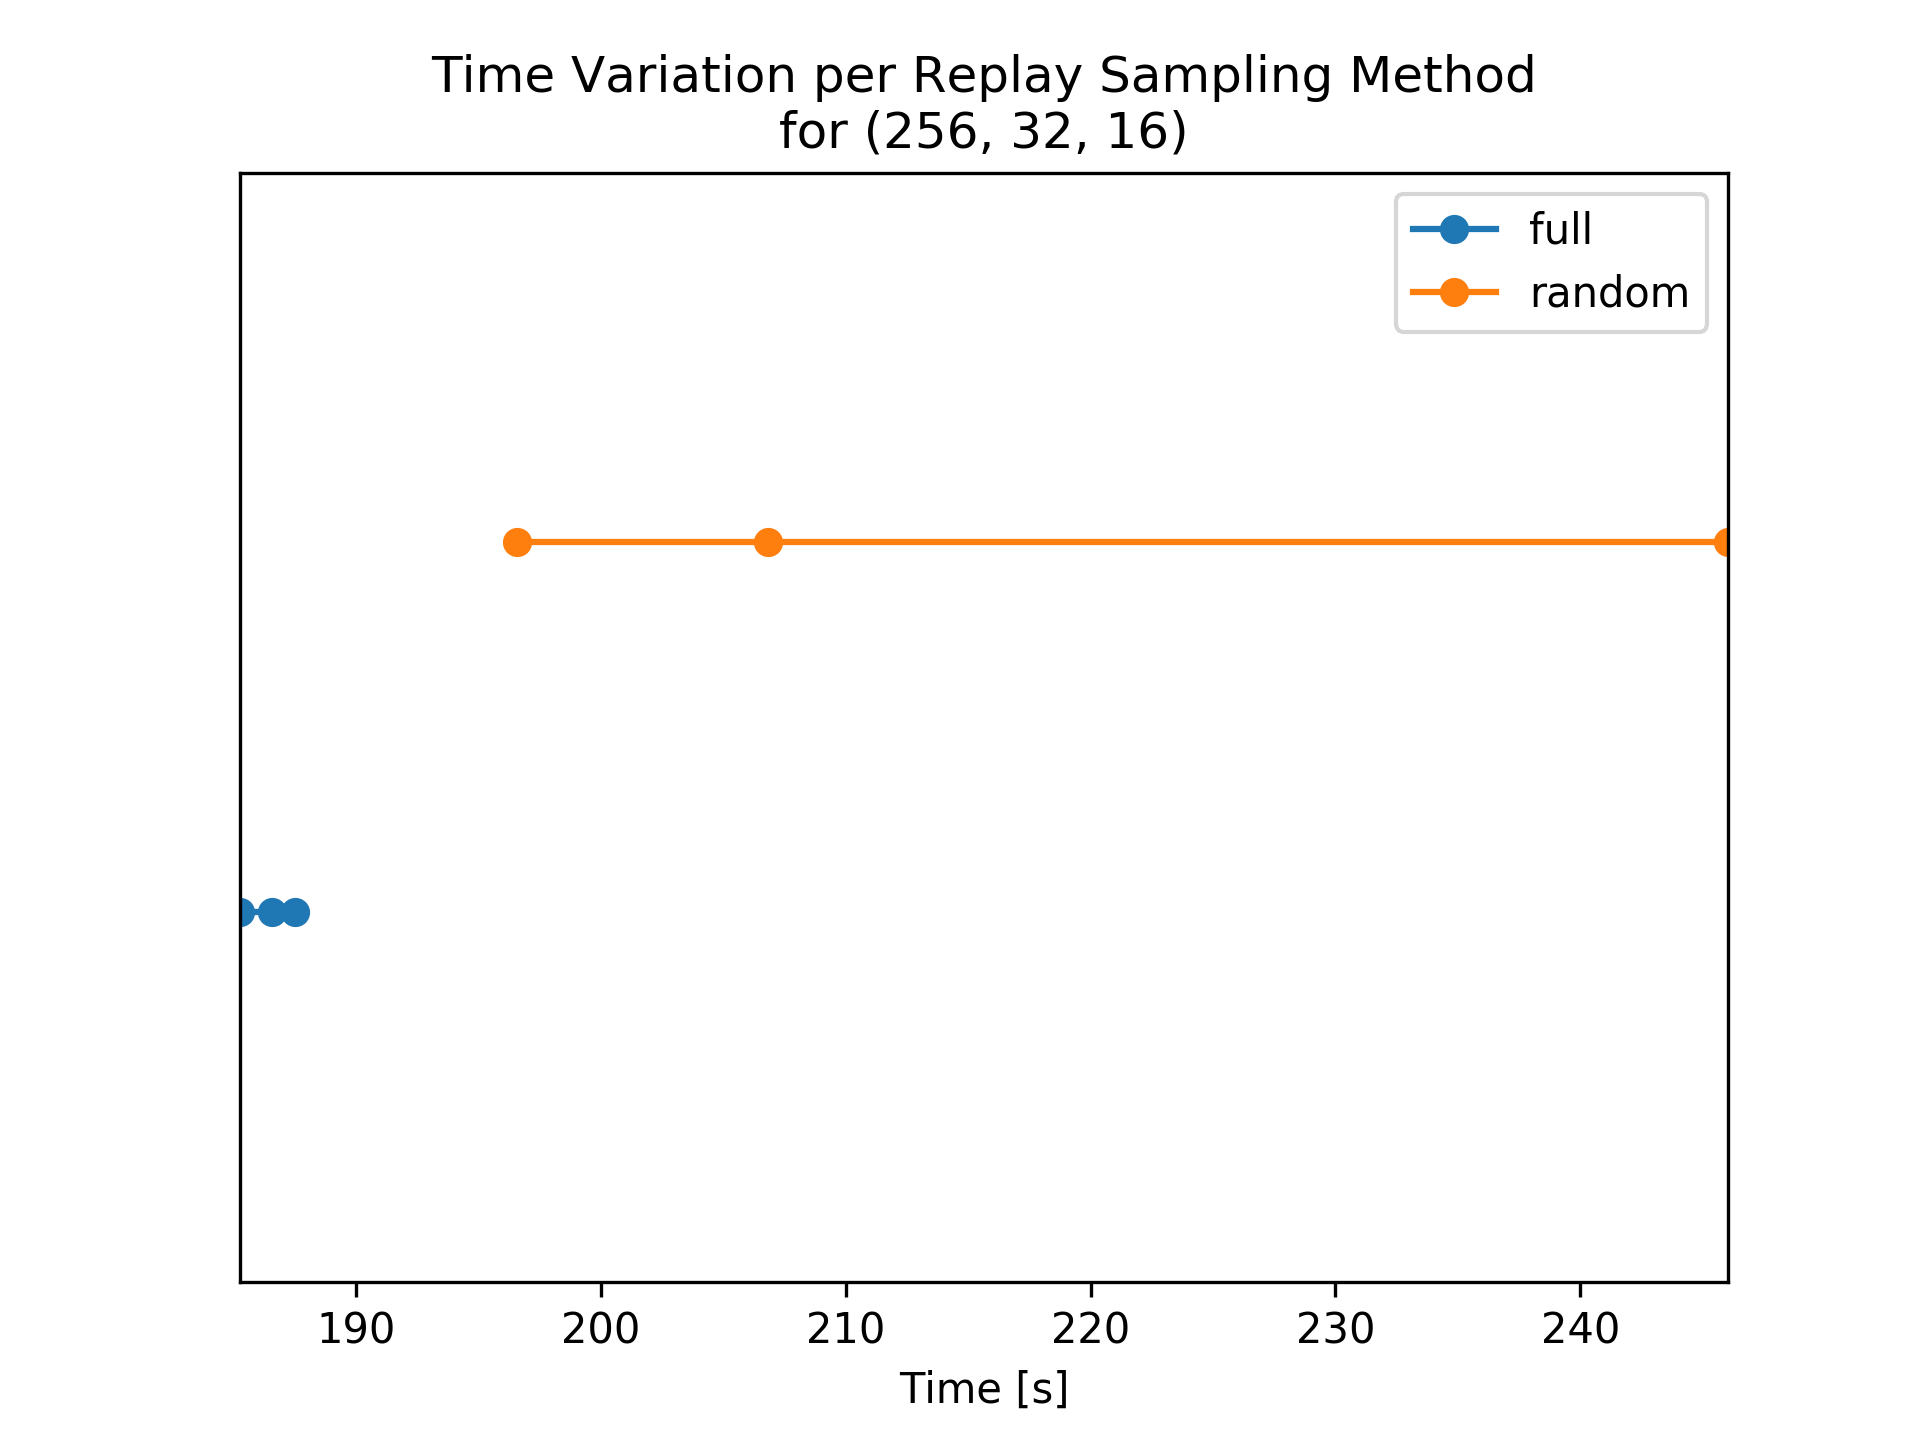 Time Variation per Replay Sampling Method
for (256, 32, 16)
full
random
190 200 210 220 230 240
Time [s]